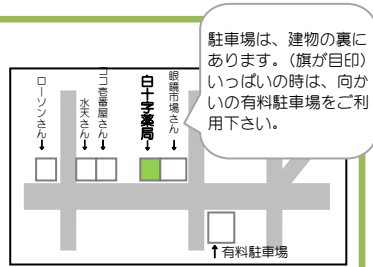 駐車場は、建物の裏に
あります。（旗が目印）
いっぱいの時は、向か
いの有料駐車場をご利
用下さい。
ローソンさん→
水天さん→
ココ壱番屋さん→
白十字薬局→
眼鏡市場さん→
↑有料駐車場